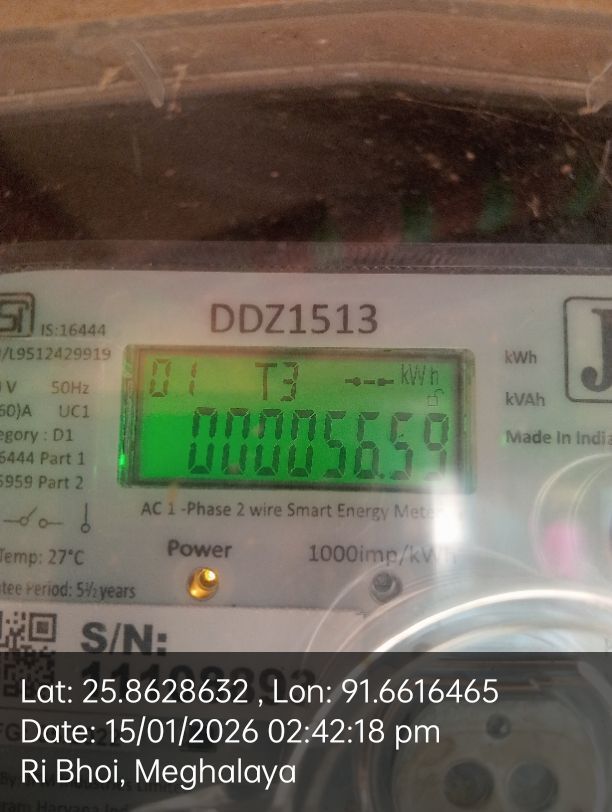 DDZ1513
IS:16444
/L9512429919
V 50Hz
60)A UC1
egory : D1
6444 Part 1
5959 Part 2
Temp: 27°C
tee Period: 5½ years
01 T3 kWh
000056.59
kWh
kVAh
Made In India
AC 1 -Phase 2 wire Smart Energy Meter
Power
1000imp/kWh
S/N:
Lat: 25.8628632 , Lon: 91.6616465
Date: 15/01/2026 02:42:18 pm
Ri Bhoi, Meghalaya